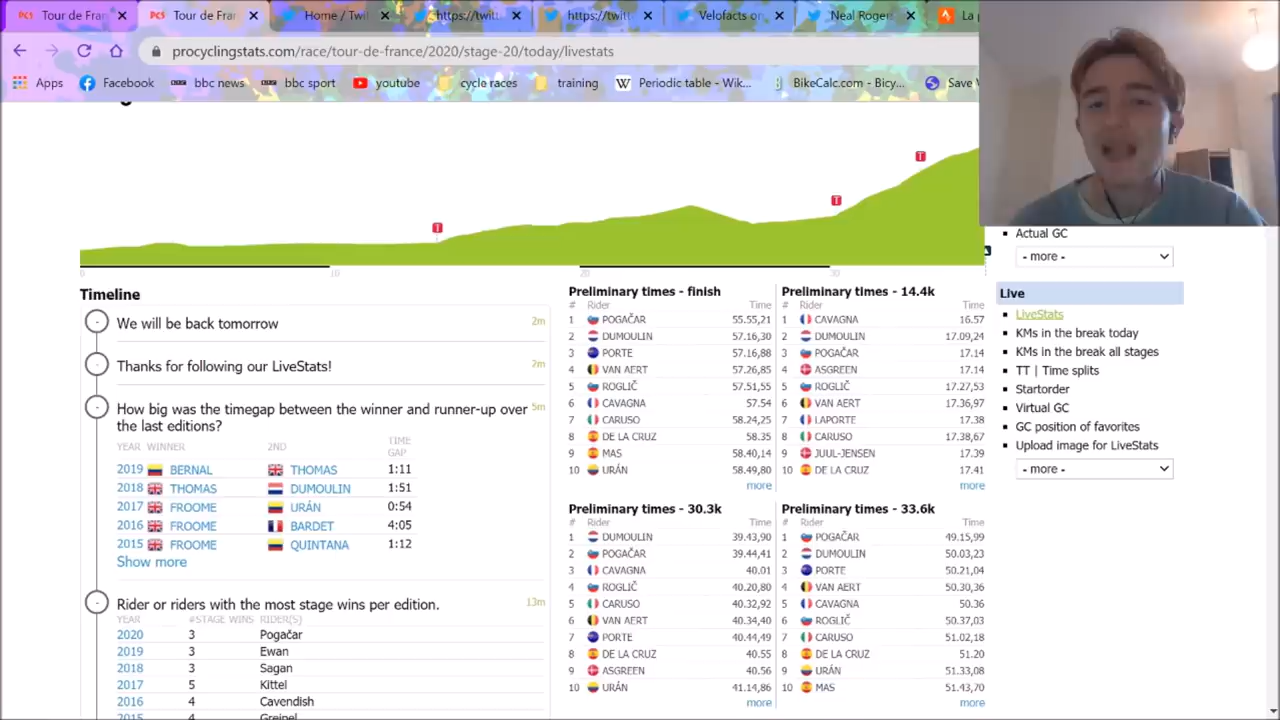 Tour de Fran
Tour de Fran
Home / Twit
https://twitt
https://twitt
Velofacts on
Neal Rogers
La p
procyclingstats.com/race/tour-de-france/2020/stage-20/today/livestats
Apps
Facebook
bbc news
bbc sport
youtube
cycle races
training
Periodic table - Wik...
BikeCalc.com - Bicy...
Save V
0
10
20
30
Actual GC
- more -
Live
LiveStats
KMs in the break today
KMs in the break all stages
TT | Time splits
Startorder
Virtual GC
GC position of favorites
Upload image for LiveStats
- more -
Timeline
We will be back tomorrow 2m
Thanks for following our LiveStats! 2m
How big was the timegap between the winner and runner-up over 5m
the last editions?
YEAR WINNER 2ND TIME GAP
2019 BERNAL THOMAS 1:11
2018 THOMAS DUMOULIN 1:51
2017 FROOME URÁN 0:54
2016 FROOME BARDET 4:05
2015 FROOME QUINTANA 1:12
Show more
Rider or riders with the most stage wins per edition. 13m
YEAR #STAGE WINS RIDER(S)
2020 3 Pogačar
2019 3 Ewan
2018 3 Sagan
2017 5 Kittel
2016 4 Cavendish
2015 4 Greipel
Preliminary times - finish
# Rider Time
1 POGAČAR 55.55,21
2 DUMOULIN 57.16,30
3 PORTE 57.16,88
4 VAN AERT 57.26,85
5 ROGLIČ 57.51,55
6 CAVAGNA 57.54
7 CARUSO 58.24,25
8 DE LA CRUZ 58.35
9 MAS 58.40,14
10 URÁN 58.49,80
more
Preliminary times - 14.4k
# Rider Time
1 CAVAGNA 16.57
2 DUMOULIN 17.09,24
3 POGAČAR 17.14
4 ASGREEN 17.14
5 ROGLIČ 17.27,53
6 VAN AERT 17.36,97
7 LAPORTE 17.38
8 CARUSO 17.38,67
9 JUUL-JENSEN 17.39
10 DE LA CRUZ 17.41
more
Preliminary times - 30.3k
# Rider Time
1 DUMOULIN 39.43,90
2 POGAČAR 39.44,41
3 CAVAGNA 40.01
4 ROGLIČ 40.20,80
5 CARUSO 40.32,92
6 VAN AERT 40.34,40
7 PORTE 40.44,49
8 DE LA CRUZ 40.55
9 ASGREEN 40.56
10 URÁN 41.14,86
more
Preliminary times - 33.6k
# Rider Time
1 POGAČAR 49.15,99
2 DUMOULIN 50.03,23
3 PORTE 50.21,04
4 VAN AERT 50.30,36
5 CAVAGNA 50.36
6 ROGLIČ 50.37,03
7 CARUSO 51.02,18
8 DE LA CRUZ 51.20
9 URÁN 51.33,08
10 MAS 51.43,70
more